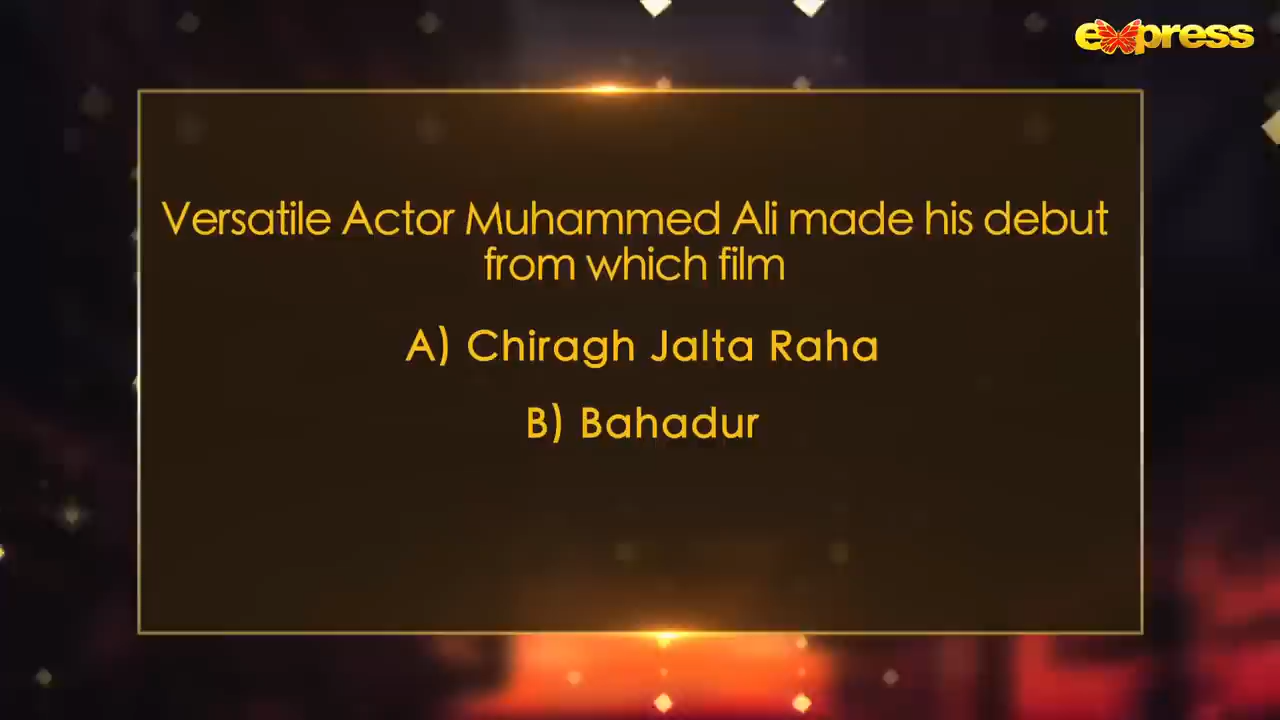 express
Versatile Actor Muhammed Ali made his debut
from which film
A) Chiragh Jalta Raha
B) Bahadur